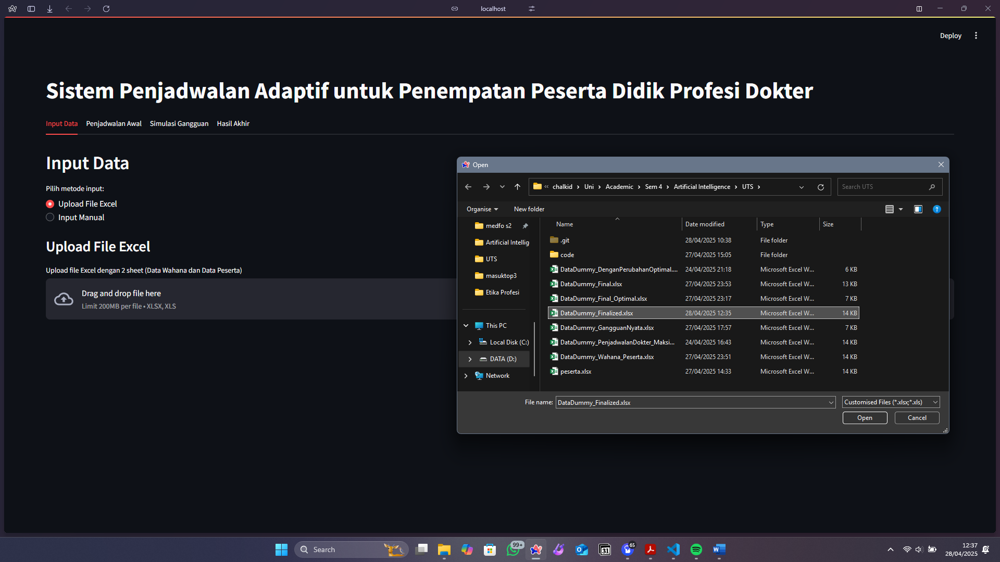 localhost
Deploy
Sistem Penjadwalan Adaptif untuk Penempatan Peserta Didik Profesi Dokter
Input Data Penjadwalan Awal Simulasi Gangguan Hasil Akhir
Input Data
Pilih metode input:
Upload File Excel
Input Manual
Upload File Excel
Upload file Excel dengan 2 sheet (Data Wahana dan Data Peserta)
Drag and drop file here
Limit 200MB per file • XLSX, XLS
Open
« chalkid › Uni › Academic › Sem 4 › Artificial Intelligence › UTS ›
Search UTS
Organise New folder
medfo s2
Artificial Intellig
UTS
masuktop3
Etika Profesi
This PC
Local Disk (C:)
DATA (D:)
Network
Name Date modified Type Size
.git 28/04/2025 10:38 File folder
code 27/04/2025 15:05 File folder
DataDummy_DenganPerubahanOptimal.... 24/04/2025 21:18 Microsoft Excel W... 6 KB
DataDummy_Final.xlsx 27/04/2025 23:53 Microsoft Excel W... 13 KB
DataDummy_Final_Optimal.xlsx 27/04/2025 23:17 Microsoft Excel W... 7 KB
DataDummy_Finalized.xlsx 28/04/2025 12:35 Microsoft Excel W... 14 KB
DataDummy_GangguanNyata.xlsx 27/04/2025 17:57 Microsoft Excel W... 7 KB
DataDummy_PenjadwalanDokter_Maksi... 24/04/2025 16:43 Microsoft Excel W... 14 KB
DataDummy_Wahana_Peserta.xlsx 27/04/2025 23:51 Microsoft Excel W... 14 KB
peserta.xlsx 27/04/2025 14:33 Microsoft Excel W... 14 KB
File name: DataDummy_Finalized.xlsx Customised Files (*.xlsx;*.xls)
Open Cancel
Search
99+
31
65
12:37
28/04/2025